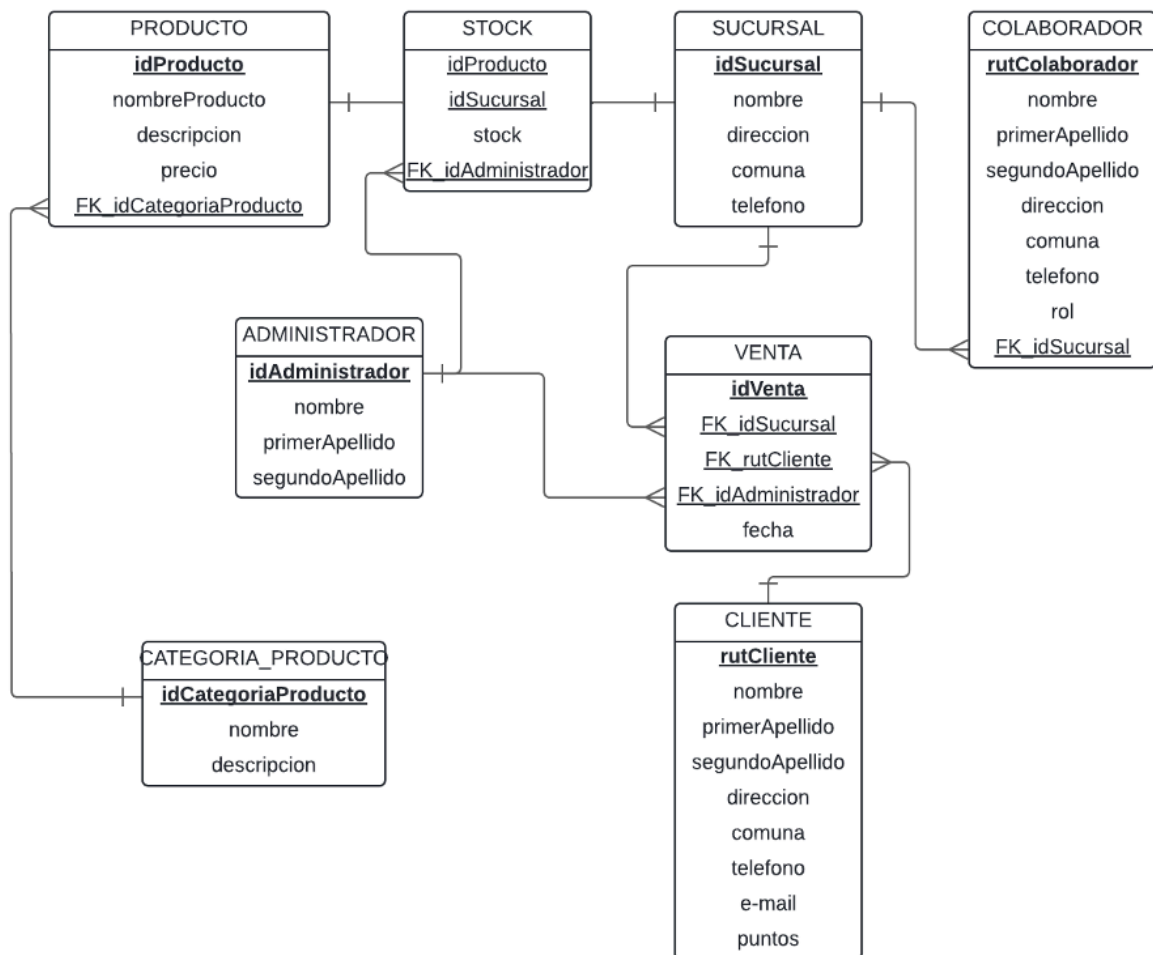 PRODUCTO
idProducto
nombreProducto
descripcion
precio
FK_idCategoriaProducto
STOCK
idProducto
idSucursal
stock
FK_idAdministrador
SUCURSAL
idSucursal
nombre
direccion
comuna
telefono
COLABORADOR
rutColaborador
nombre
primerApellido
segundoApellido
direccion
comuna
telefono
rol
FK_idSucursal
ADMINISTRADOR
idAdministrador
nombre
primerApellido
segundoApellido
VENTA
idVenta
FK_idSucursal
FK_rutCliente
FK_idAdministrador
fecha
CATEGORIA_PRODUCTO
idCategoriaProducto
nombre
descripcion
CLIENTE
rutCliente
nombre
primerApellido
segundoApellido
direccion
comuna
telefono
e-mail
puntos